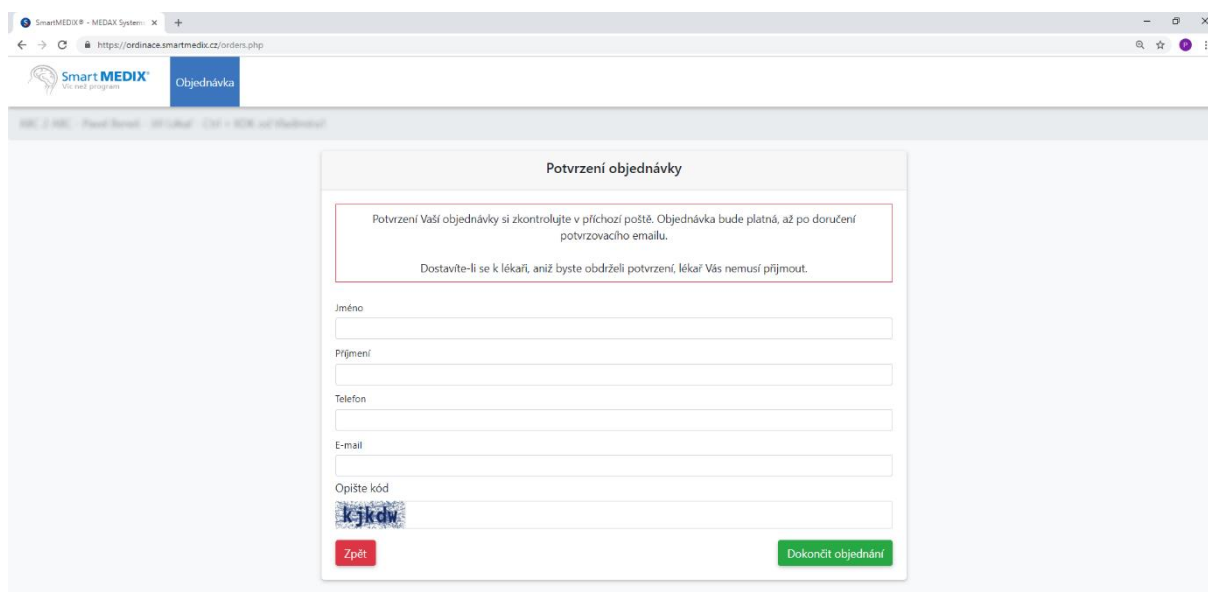 SmartMEDIX® - MEDAX System
https://ordinace.smartmedix.cz/orders.php
P
Smart MEDIX®
Víc než program
Objednávka
Potvrzení objednávky
Potvrzení Vaší objednávky si zkontrolujte v příchozí poště. Objednávka bude platná, až po doručení
potvrzovacího emailu.
Dostavíte-li se k lékaři, aniž byste obdrželi potvrzení, lékař Vás nemusí přijmout.
Jméno
Příjmení
Telefon
E-mail
Opište kód
kjkdw
Zpět
Dokončit objednání